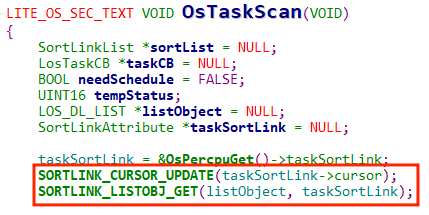 LITE_OS_SEC_TEXT VOID OsTaskScan(VOID)
{
SortLinkList *sortList = NULL;
LosTaskCB *taskCB = NULL;
BOOL needSchedule = FALSE;
UINT16 tempStatus;
LOS_DL_LIST *listObject = NULL;
SortLinkAttribute *taskSortLink = NULL;
taskSortLink = &OsPercpuGet()->taskSortLink;
SORTLINK_CURSOR_UPDATE(taskSortLink->cursor);
SORTLINK_LISTOBJ_GET(listObject, taskSortLink);